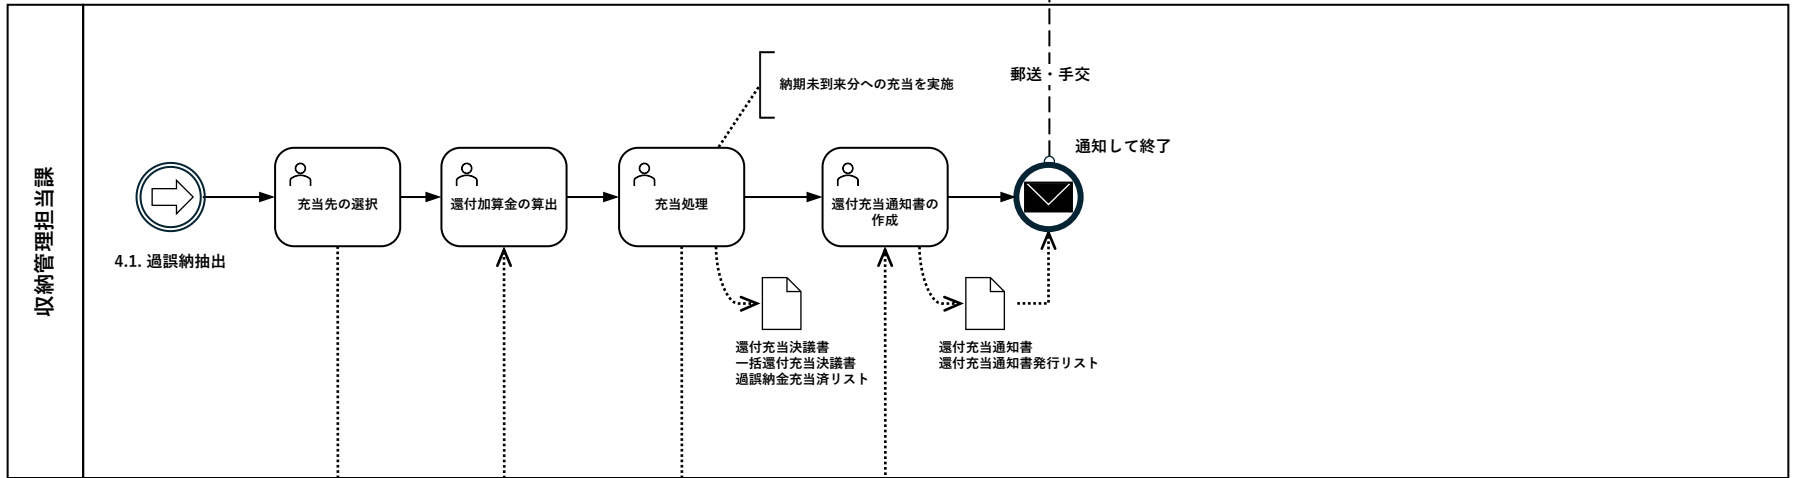 収納管理担当課
納期未到来分への充当を実施
郵送・手交
通知して終了
4.1. 過誤納抽出
充当先の選択
還付加算金の算出
充当処理
還付充当通知書の
作成
還付充当決議書
一括還付充当決議書
過誤納金充当済リスト
還付充当通知書
還付充当通知書発行リスト